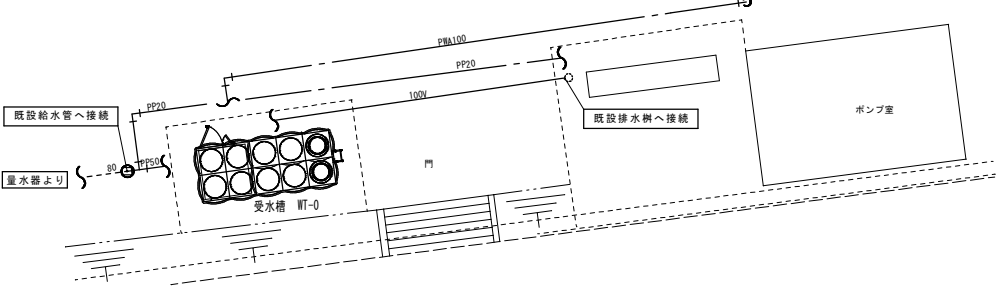 PWA100
PP20
100V
PP20
既設給水管へ接続
既設排水桝へ接続
ポンプ室
門
80
PP50
量水器より
受水槽 WT-0